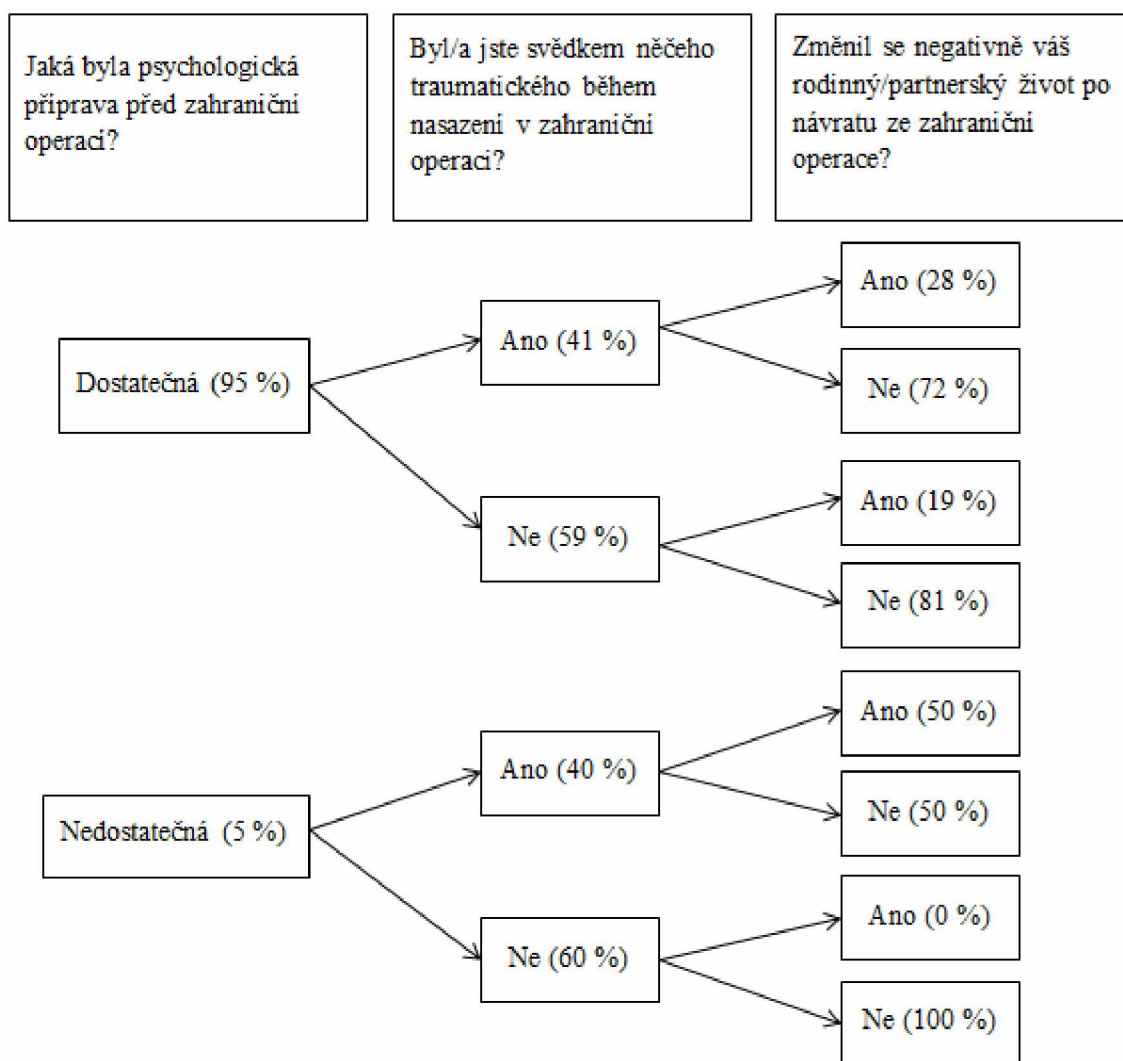 Jaká byla psychologická
příprava před zahraniční
operací?
Byl/a jste svědkem něčeho
traumatického během
nasazení v zahraniční
operaci?
Změnil se negativně váš
rodinný/partnerský život po
návratu ze zahraniční
operace?
Dostatečná (95 %)
Ano (41 %)
Ano (28 %)
Ne (72 %)
Ne (59 %)
Ano (19 %)
Ne (81 %)
Nedostatečná (5 %)
Ano (40 %)
Ano (50 %)
Ne (50 %)
Ne (60 %)
Ano (0 %)
Ne (100 %)